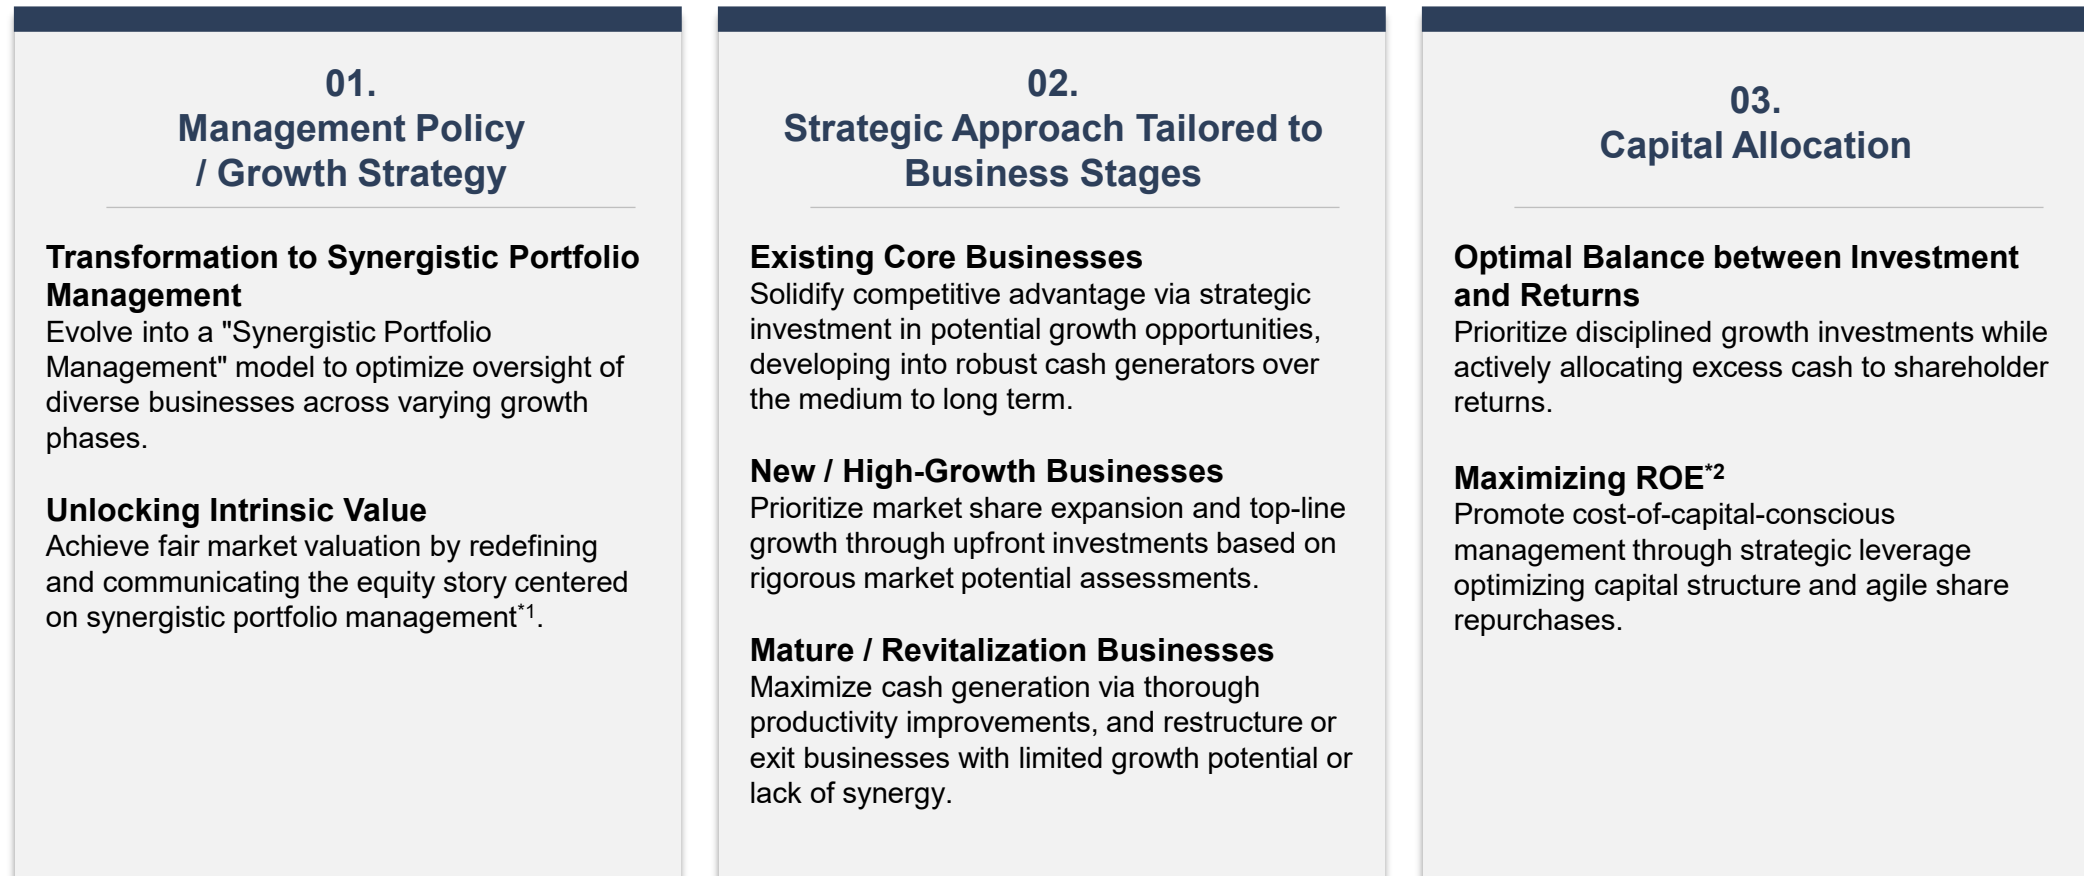 01.
Management Policy
/ Growth Strategy
Transformation to Synergistic Portfolio
Management
Evolve into a "Synergistic Portfolio
Management" model to optimize oversight of
diverse businesses across varying growth
phases.
Unlocking Intrinsic Value
Achieve fair market valuation by redefining
and communicating the equity story centered
on synergistic portfolio management*1.
02.
Strategic Approach Tailored to
Business Stages
Existing Core Businesses
Solidify competitive advantage via strategic
investment in potential growth opportunities,
developing into robust cash generators over
the medium to long term.
New / High-Growth Businesses
Prioritize market share expansion and top-line
growth through upfront investments based on
rigorous market potential assessments.
Mature / Revitalization Businesses
Maximize cash generation via thorough
productivity improvements, and restructure or
exit businesses with limited growth potential or
lack of synergy.
03.
Capital Allocation
Optimal Balance between Investment
and Returns
Prioritize disciplined growth investments while
actively allocating excess cash to shareholder
returns.
Maximizing ROE*2
Promote cost-of-capital-conscious
management through strategic leverage
optimizing capital structure and agile share
repurchases.